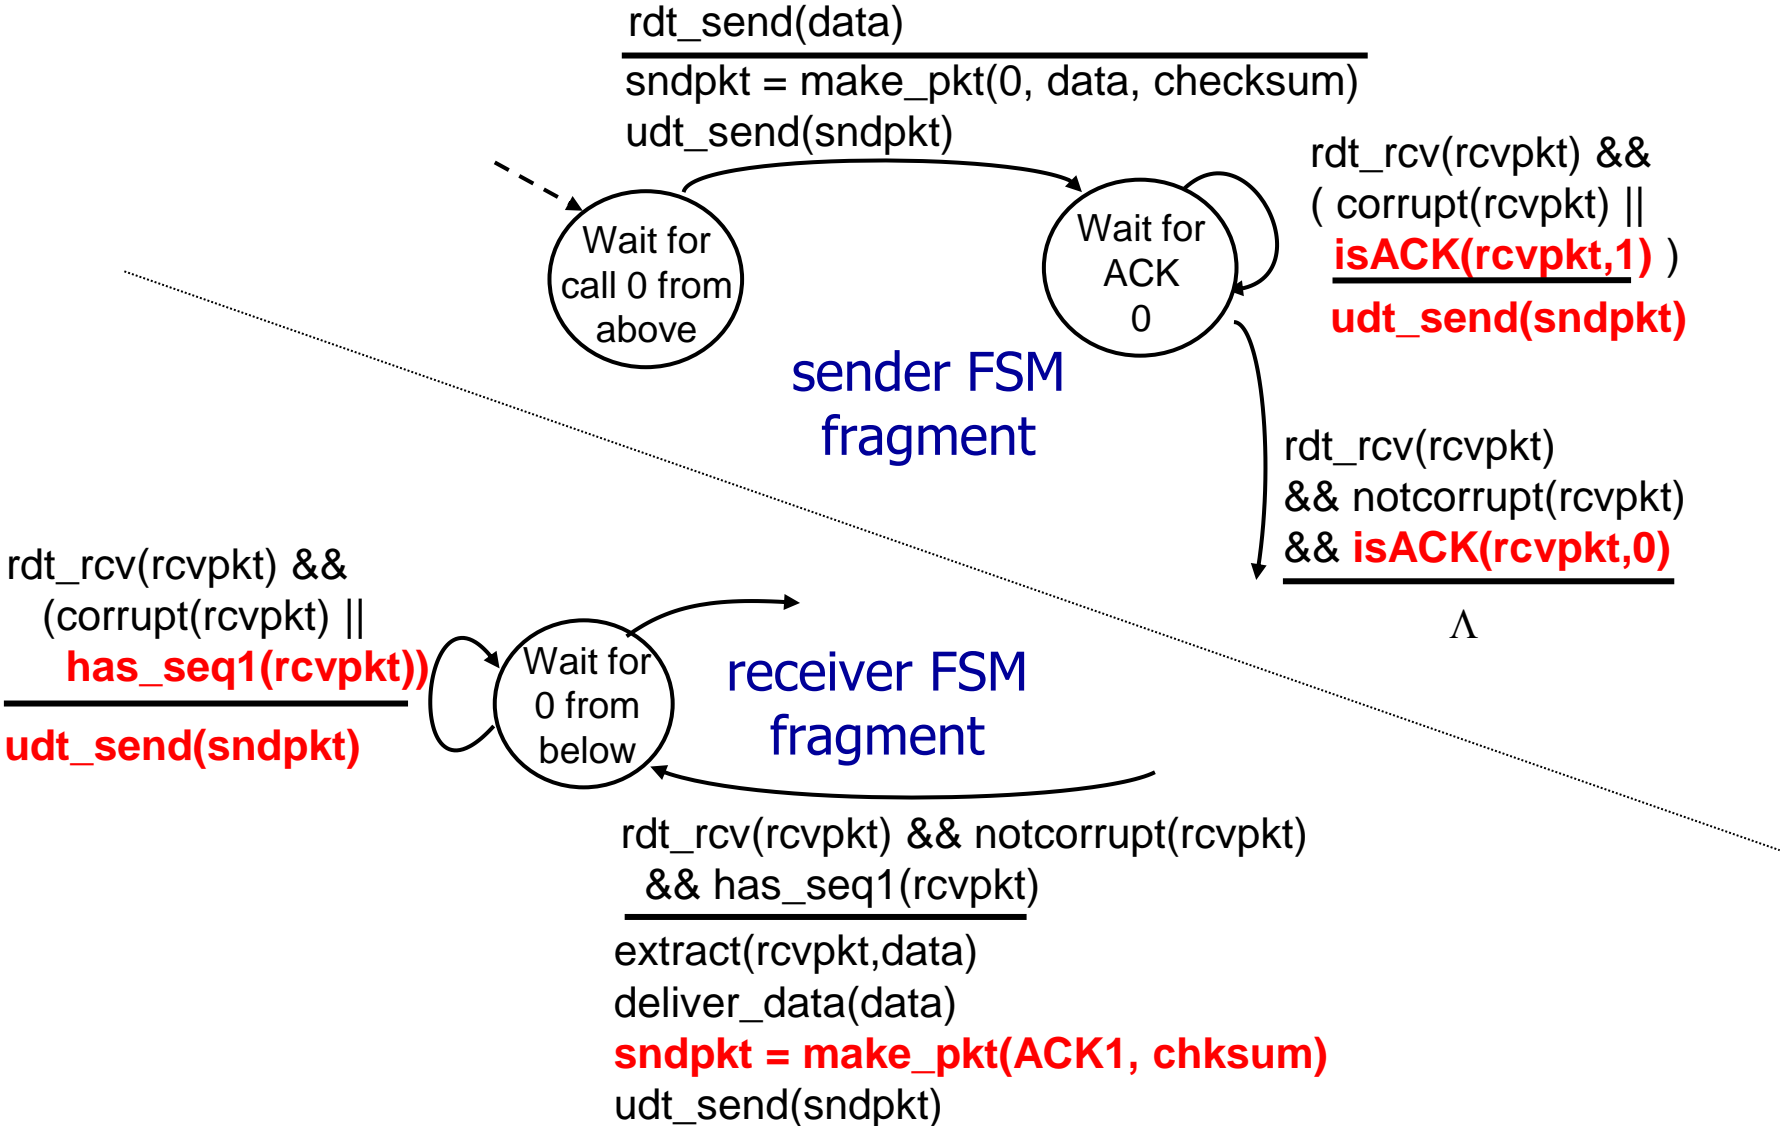 rdt_send(data)
sndpkt = make_pkt(0, data, checksum)
udt_send(sndpkt)
Wait for
call 0 from
above
Wait for
ACK
0
rdt_rcv(rcvpkt) &&
( corrupt(rcvpkt) ||
isACK(rcvpkt,1) )
udt_send(sndpkt)
sender FSM
fragment
rdt_rcv(rcvpkt)
&& notcorrupt(rcvpkt)
&& isACK(rcvpkt,0)
Λ
rdt_rcv(rcvpkt) &&
(corrupt(rcvpkt) ||
has_seq1(rcvpkt))
udt_send(sndpkt)
Wait for
0 from
below
receiver FSM
fragment
rdt_rcv(rcvpkt) && notcorrupt(rcvpkt)
&& has_seq1(rcvpkt)
extract(rcvpkt,data)
deliver_data(data)
sndpkt = make_pkt(ACK1, chksum)
udt_send(sndpkt)